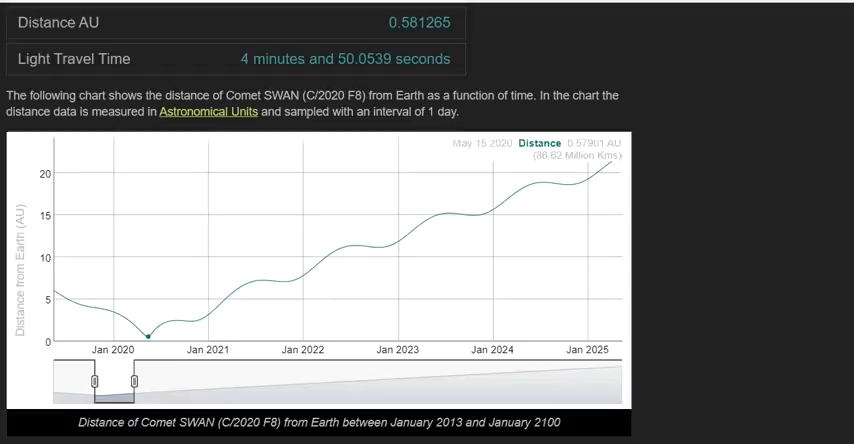 Distance AU 0.581265
Light Travel Time 4 minutes and 50.0539 seconds
The following chart shows the distance of Comet SWAN (C/2020 F8) from Earth as a function of time. In the chart the
distance data is measured in Astronomical Units and sampled with an interval of 1 day.
May 15 2020 Distance 0.57901 AU
(86.62 Million Kms)
Distance from Earth (AU)
20
15
10
5
0
Jan 2020 Jan 2021 Jan 2022 Jan 2023 Jan 2024 Jan 2025
Distance of Comet SWAN (C/2020 F8) from Earth between January 2013 and January 2100